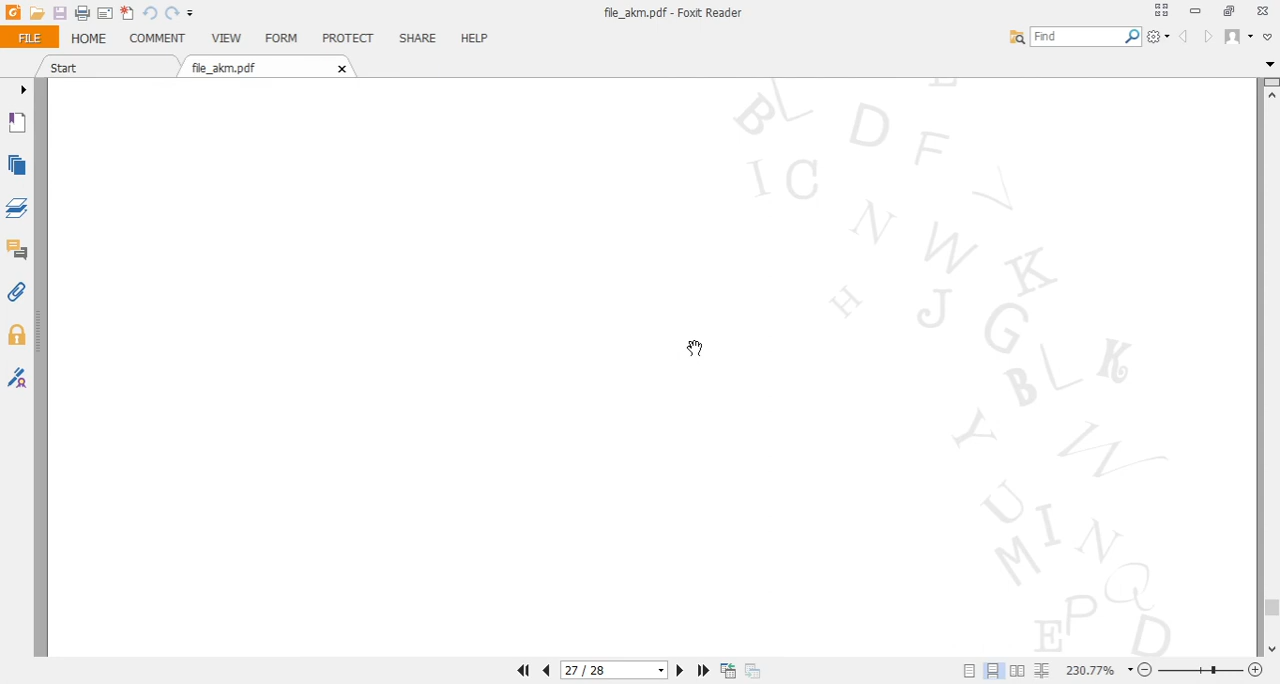 file_akm.pdf - Foxit Reader
FILE HOME COMMENT VIEW FORM PROTECT SHARE HELP Find
Start file_akm.pdf
E
B L D F
I C V
N W K
H J G
B L K
Y W
U I N
M Q
P
E D
27 / 28 230.77%